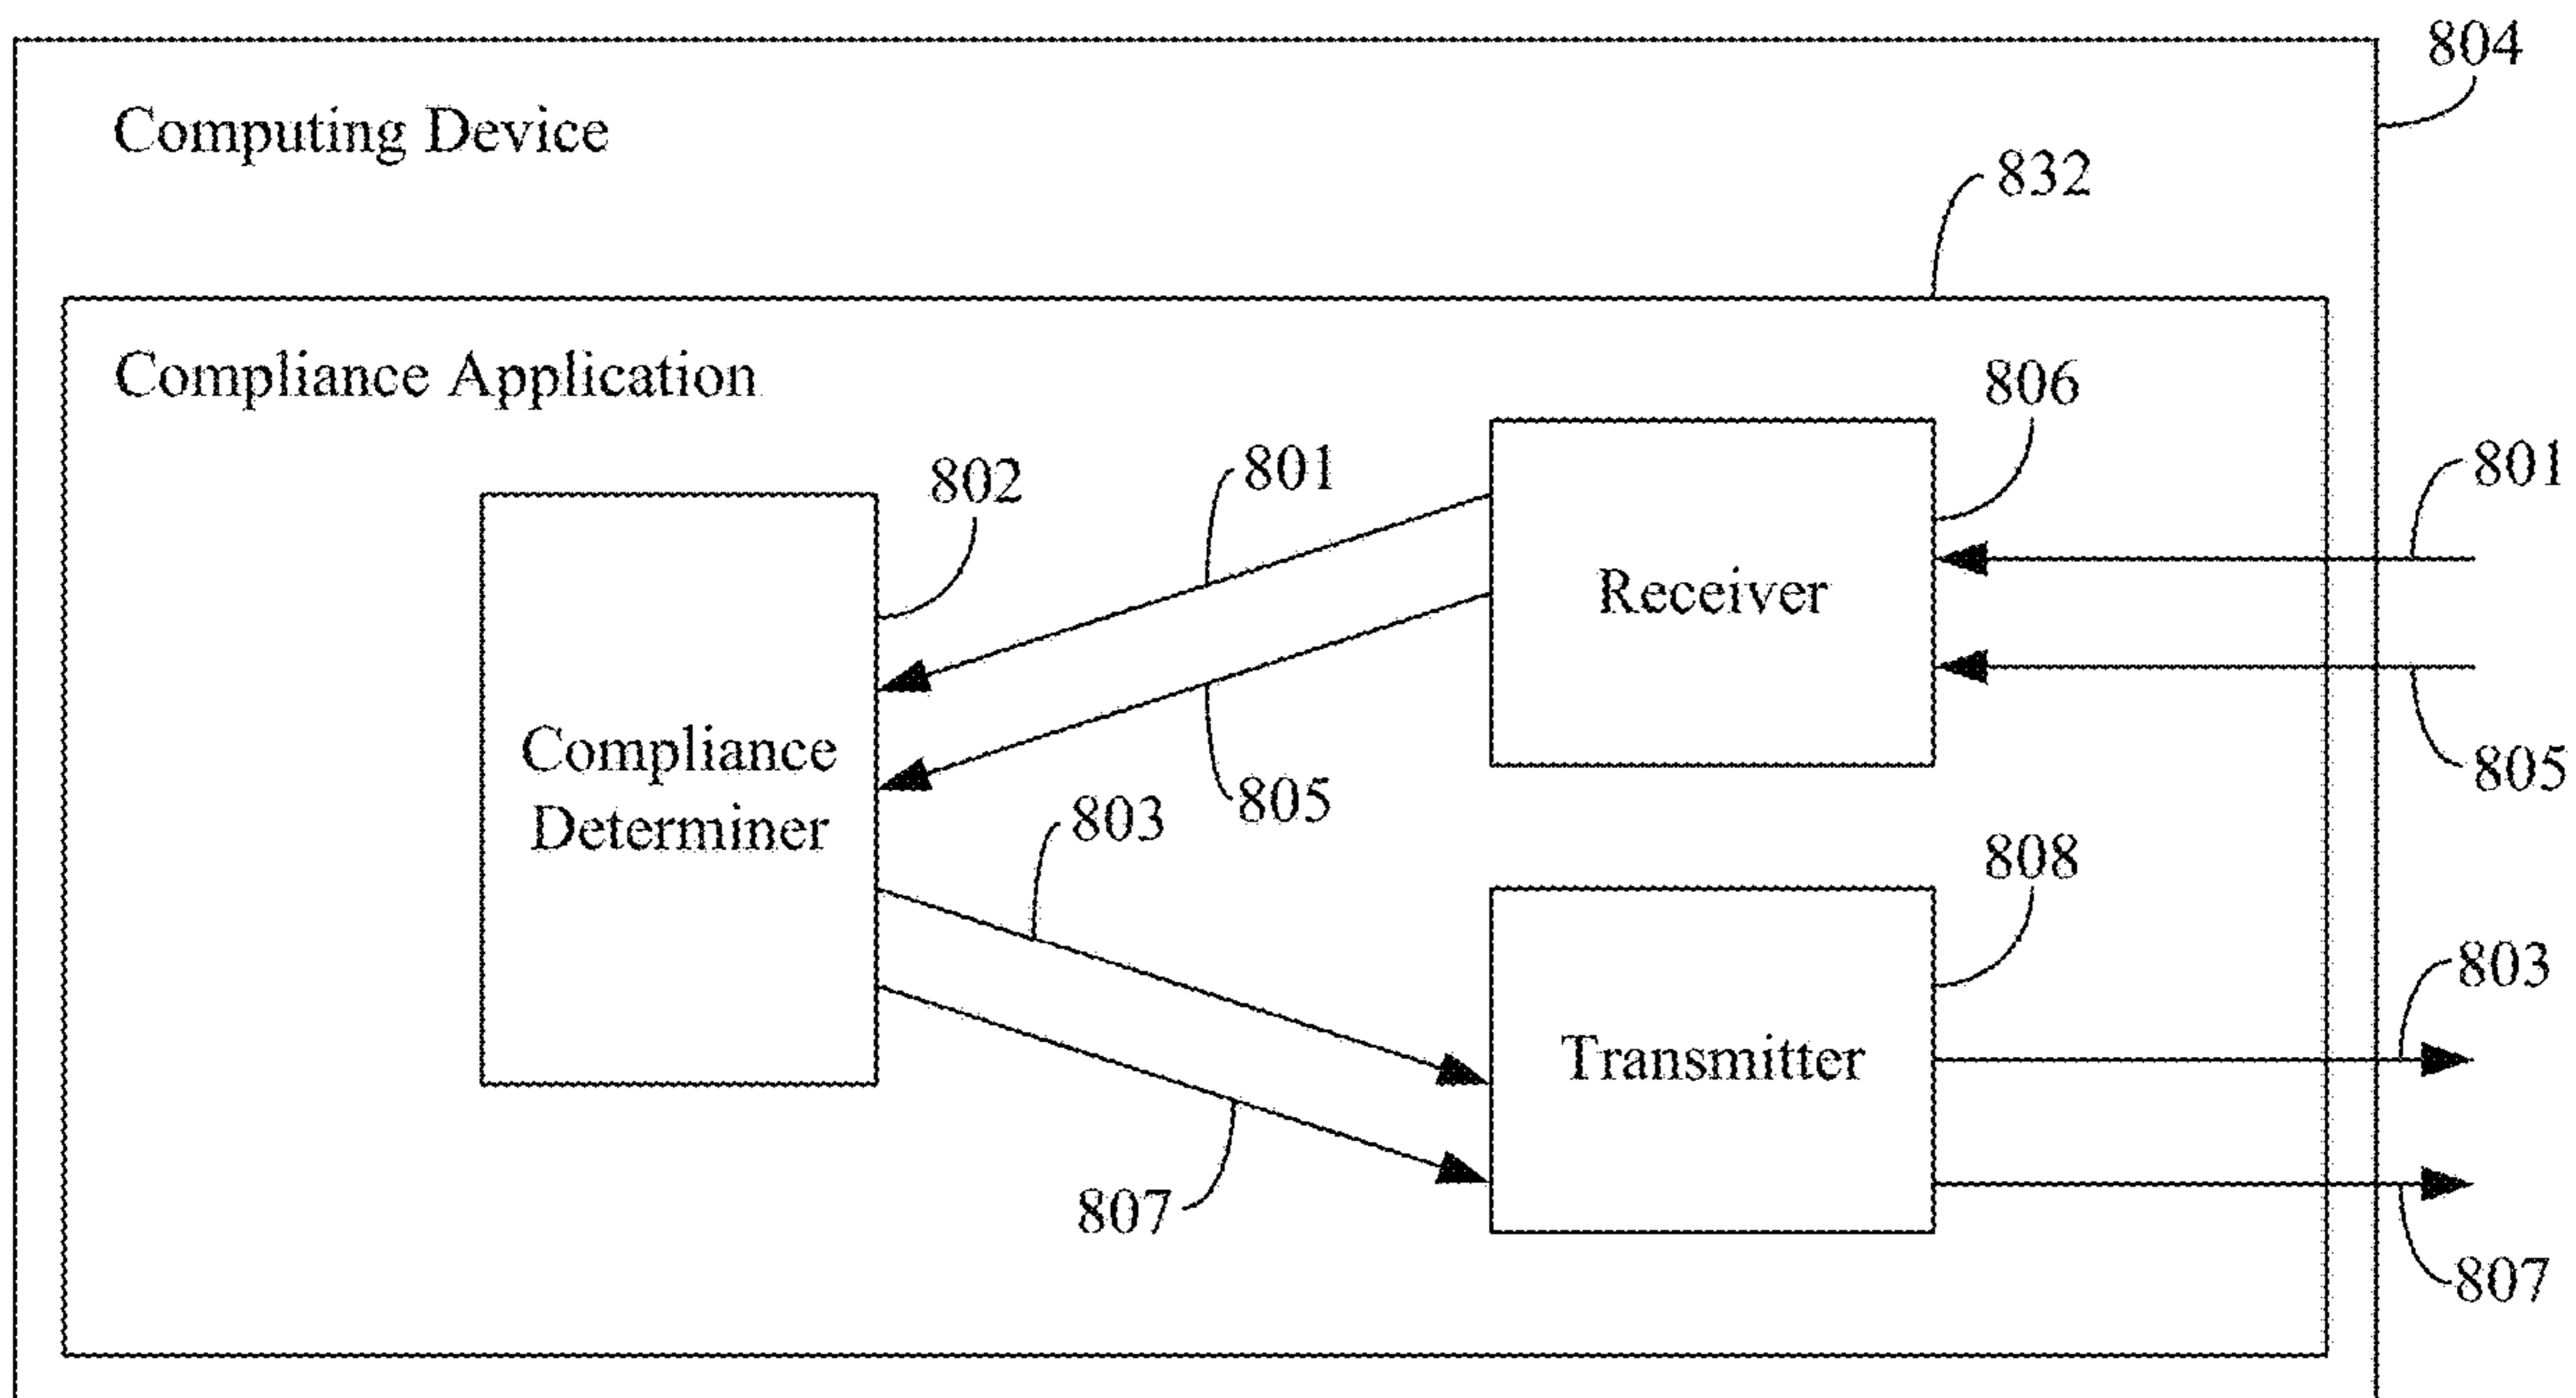 804
Computing Device
832
Compliance Application
806
801
802
801
Receiver
805
Compliance
Determiner
803
805
808
803
Transmitter
807
807